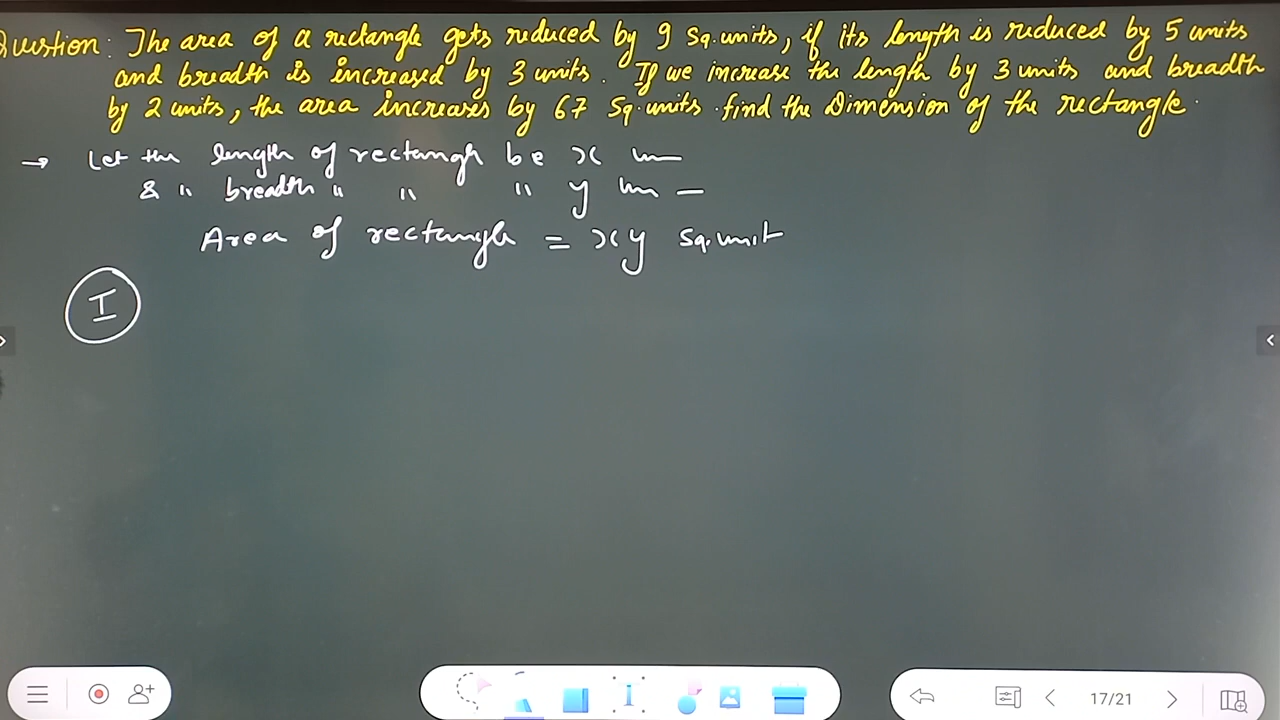 Question: The area of a rectangle gets reduced by 9 Sq.units, if its length is reduced by 5 units
and breadth is increased by 3 units. If we increase the length by 3 units and breadth
by 2 units, the area increases by 67 Sq.units. find the Dimension of the rectangle.
→ Let the length of rectangle be x
& " breadth " " " y
Area of rectangle = xy Sq.unit
I
17/21